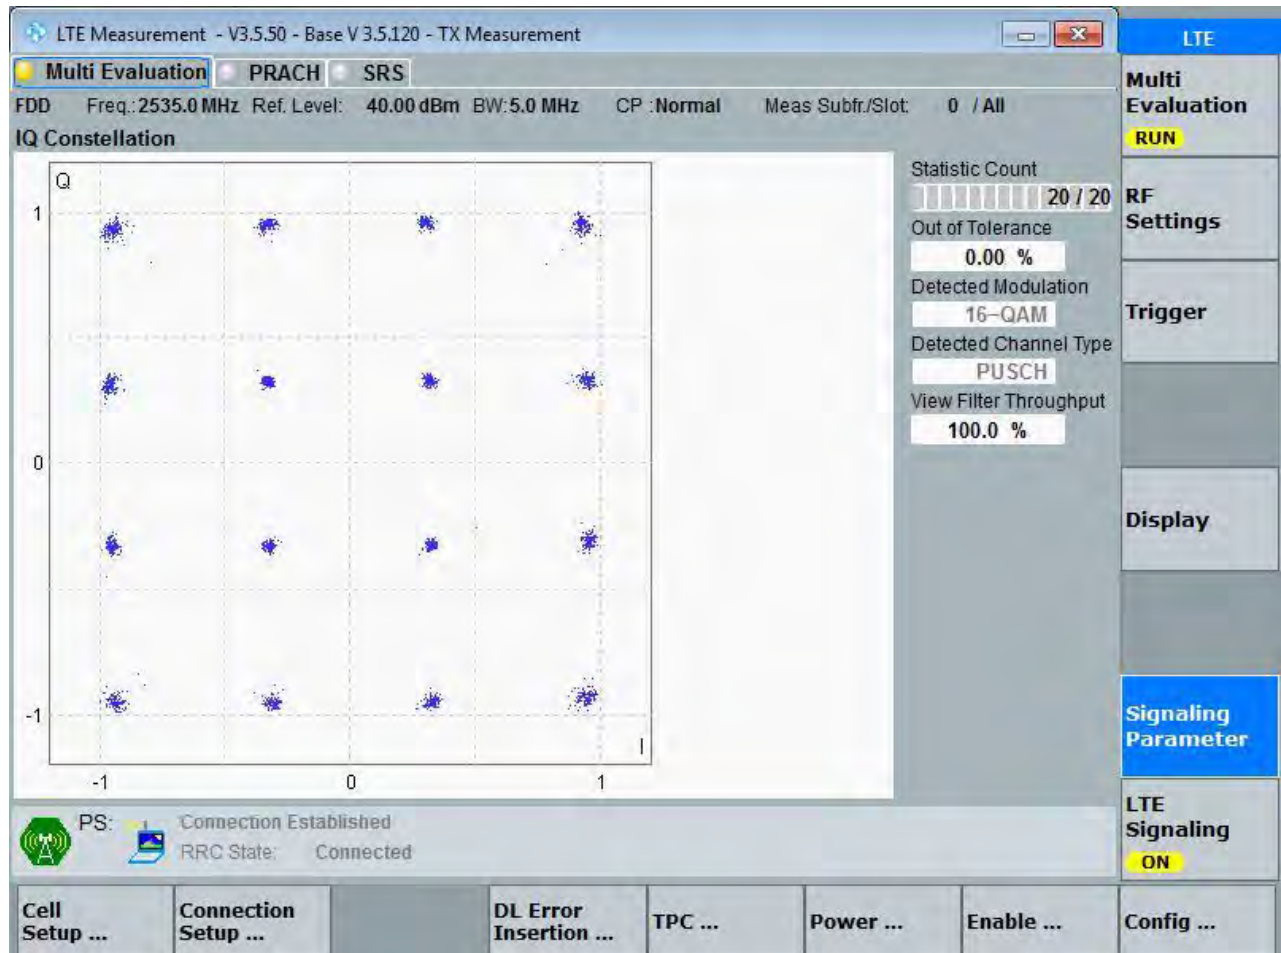 LTE Measurement - V3.5.50 - Base V 3.5.120 - TX Measurement
LTE
Multi Evaluation PRACH SRS
FDD Freq.: 2535.0 MHz Ref. Level: 40.00 dBm BW: 5.0 MHz CP : Normal Meas Subfr./Slot: 0 / All
IQ Constellation
Q
1
0
-1
I
-1 0 1
Statistic Count
20 / 20
Out of Tolerance
0.00 %
Detected Modulation
16-QAM
Detected Channel Type
PUSCH
View Filter Throughput
100.0 %
Multi
Evaluation
RUN
RF
Settings
Trigger
Display
Signaling
Parameter
LTE
Signaling
ON
PS: Connection Established
RRC State: Connected
Cell
Setup ...
Connection
Setup ...
DL Error
Insertion ...
TPC ...
Power ...
Enable ...
Config ...